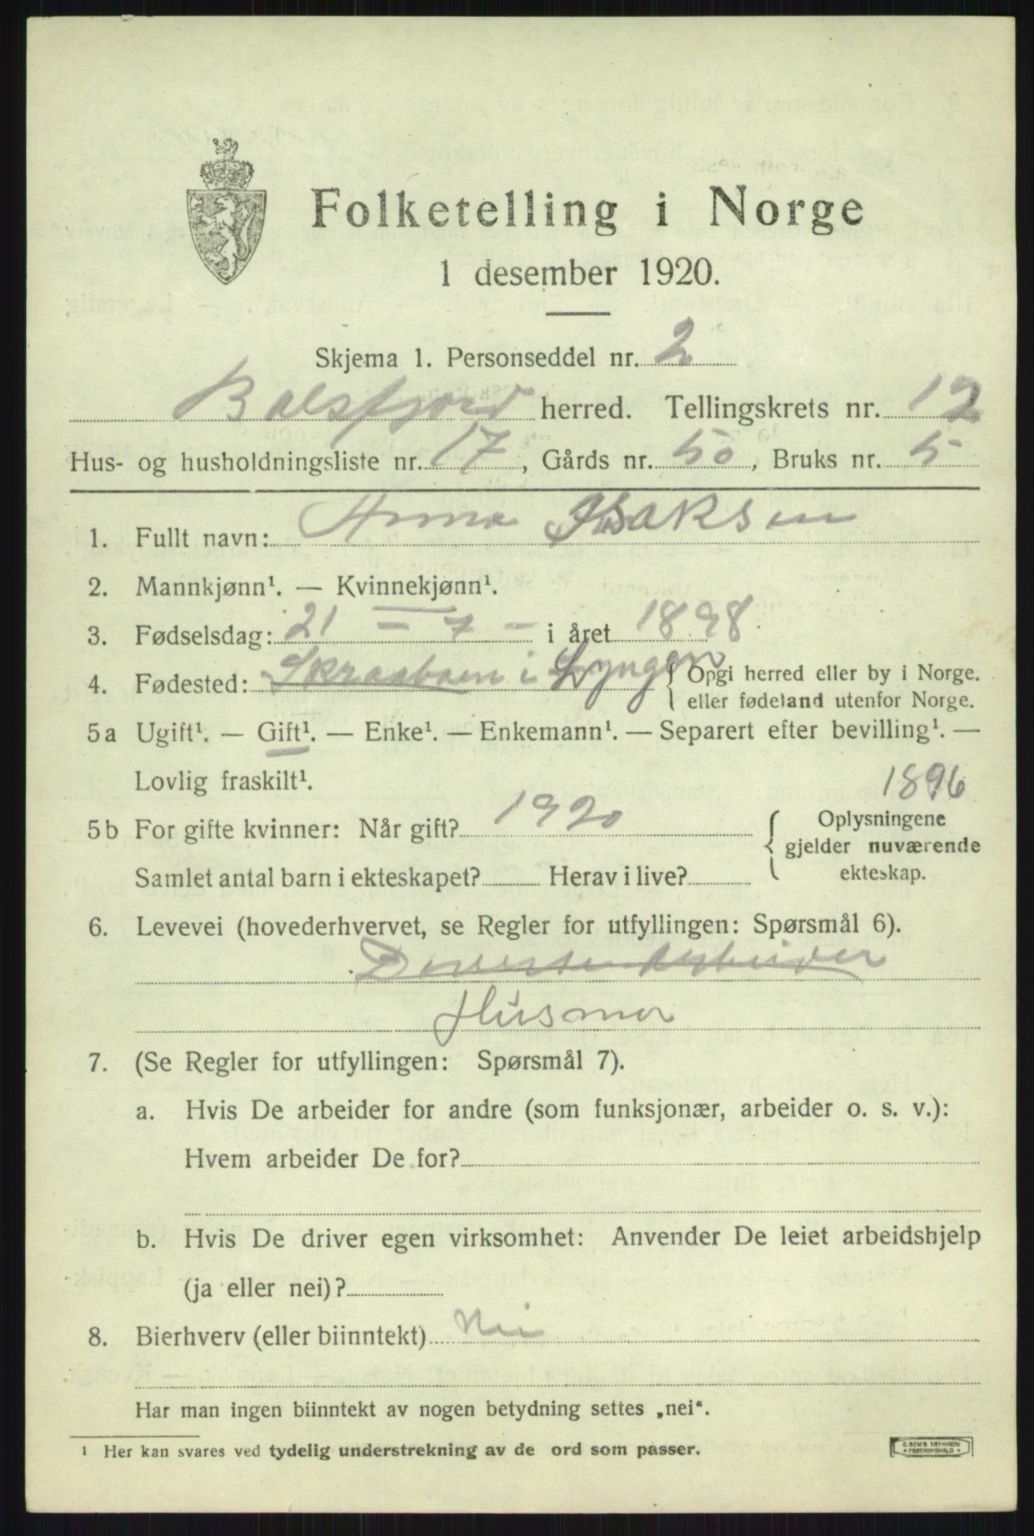 Folketelling i Norge
1 desember 1920.
Skjema 1. Personseddel nr. 2
Balsfjord herred. Tellingskrets nr. 12
Hus- og husholdningsliste nr. 17, Gårds nr. 50, Bruks nr. 5
1. Fullt navn: Anna Isaksen
2. Mannkjønn¹. — Kvinnekjønn¹.
3. Fødselsdag: 21 - 7 - i året 1898
4. Fødested: i Lyngen { Opgi herred eller by i Norge.
eller fødeland utenfor Norge.
5a Ugift¹. — Gift¹. — Enke¹. — Enkemann¹. — Separert efter bevilling¹. —
Lovlig fraskilt¹.
1896
5b For gifte kvinner: Når gift? 1920 { Oplysningene
gjelder nuværende
Samlet antal barn i ekteskapet? Herav i live? ekteskap.
6. Levevei (hovederhvervet, se Regler for utfyllingen: Spørsmål 6).
Diverse Arbeider
Husmor
7. (Se Regler for utfyllingen: Spørsmål 7).
a. Hvis De arbeider for andre (som funksjonær, arbeider o. s. v.):
Hvem arbeider De for?
b. Hvis De driver egen virksomhet: Anvender De leiet arbeidshjelp
(ja eller nei)?
8. Bierhverv (eller biinntekt) Nei
Har man ingen biinntekt av nogen betydning settes „nei“.
¹ Her kan svares ved tydelig understrekning av de ord som passer.